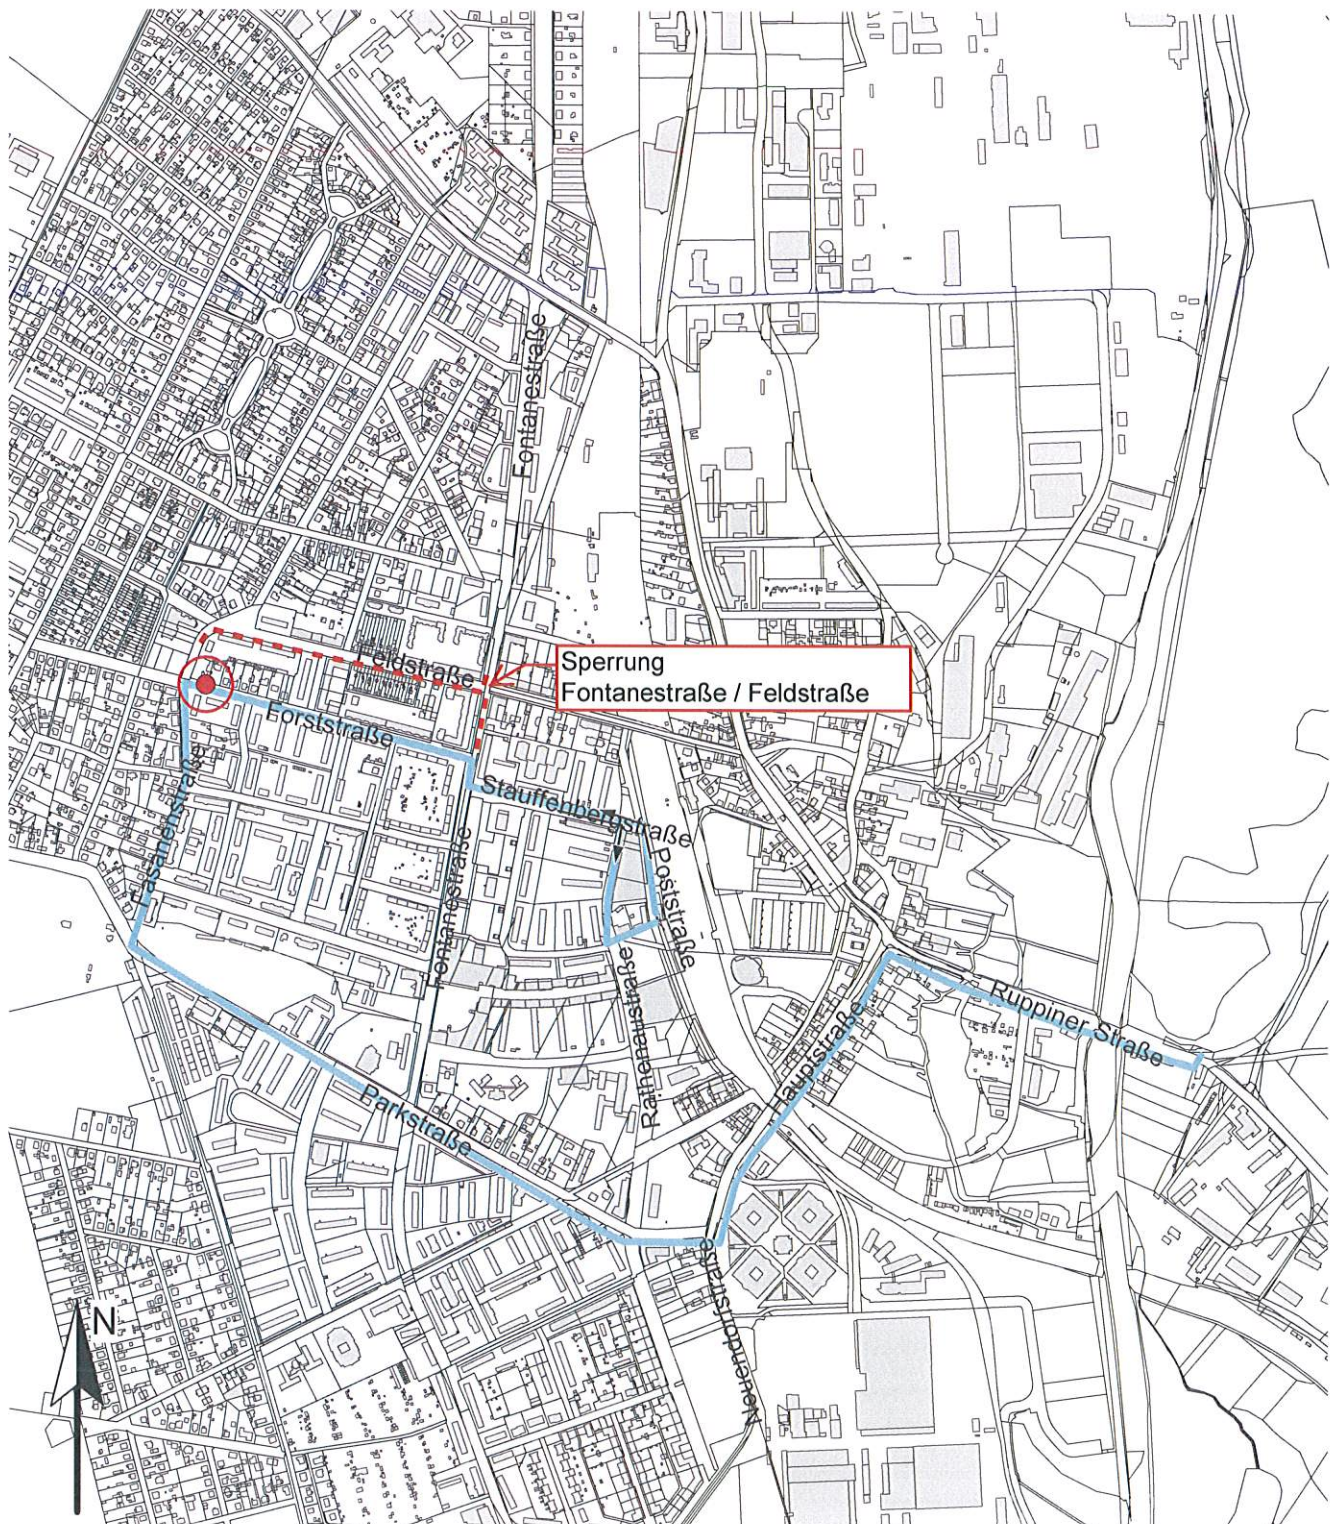 Fontanestraße
Sperrung
Fontanestraße / Feldstraße
Feldstraße
Forststraße
Fasanenstraße
Stauffenbergstraße
Poststraße
Fontanestraße
Rathenaustraße
Ruppiner Straße
Hauptstraße
Parkstraße
Neuendorfstrasse
N